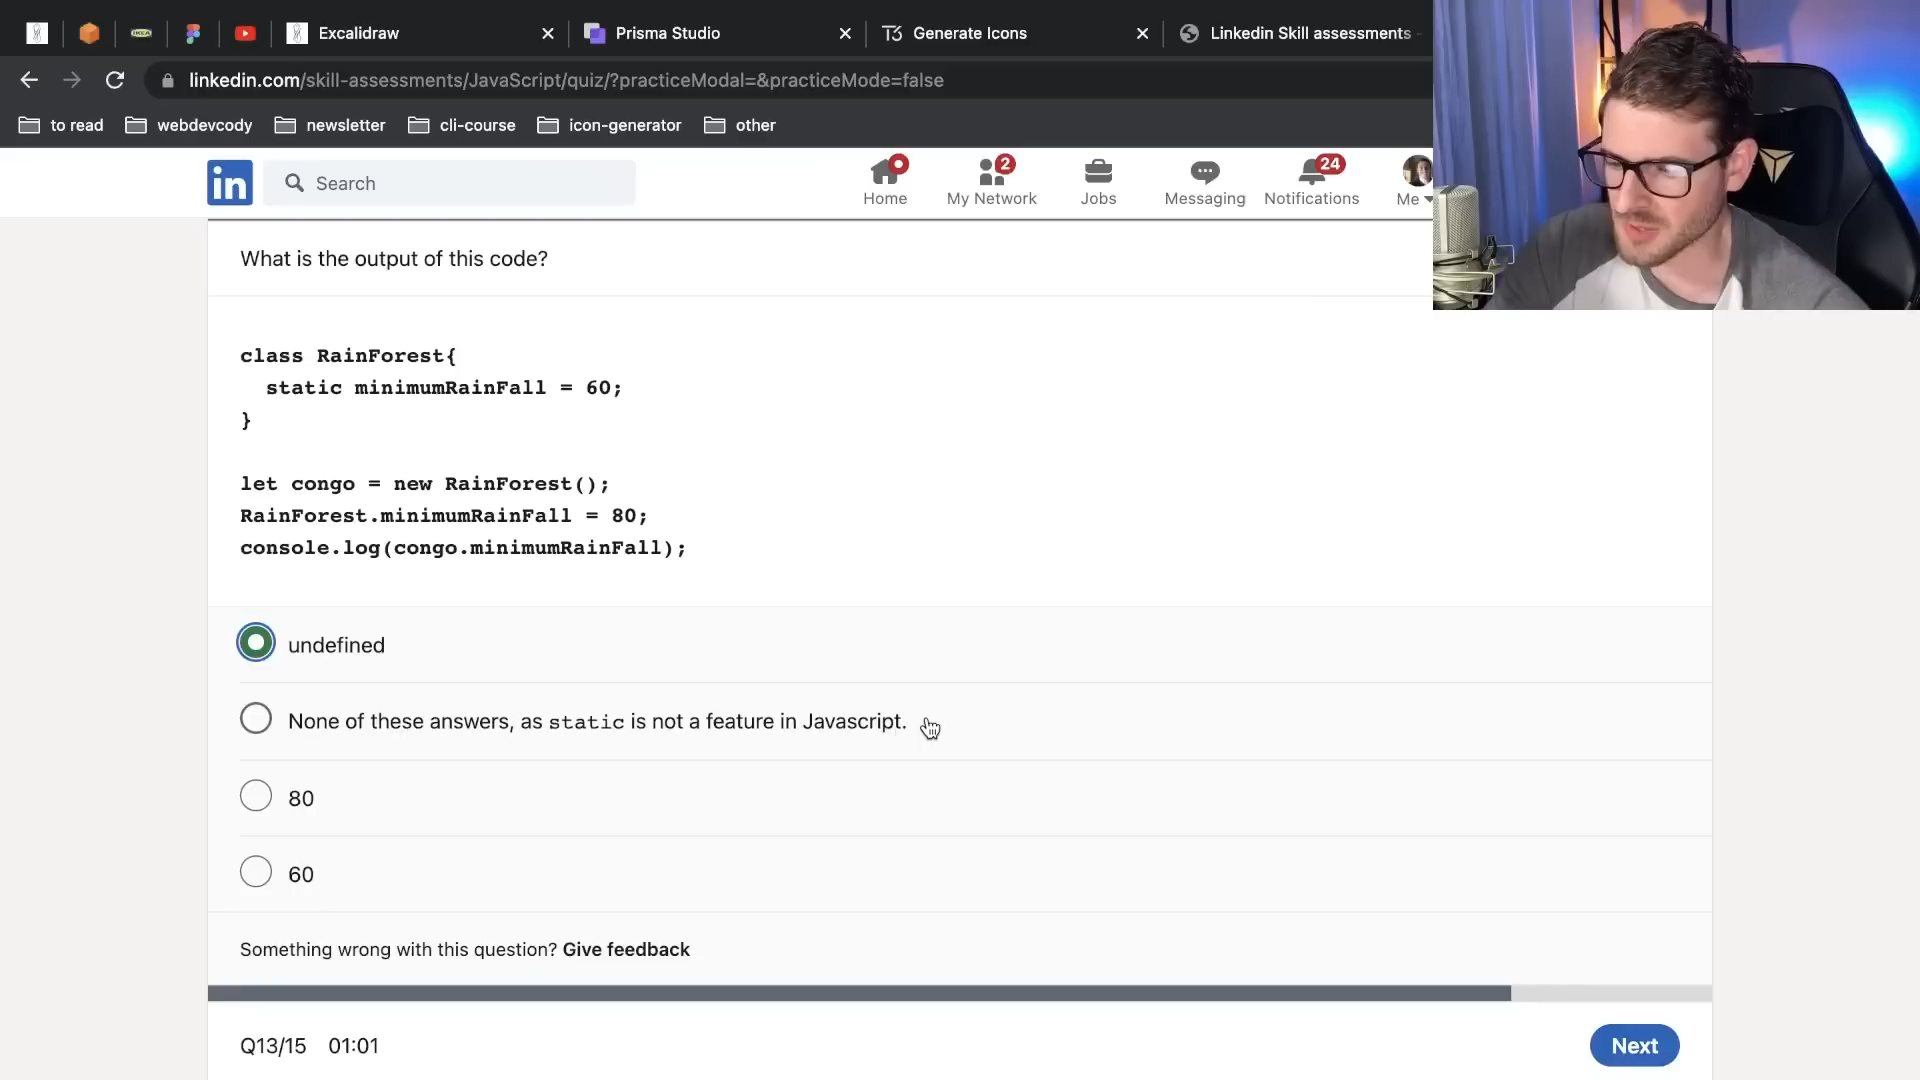 IKEA
Excalidraw
Prisma Studio
T3 Generate Icons
Linkedin Skill assessments -
linkedin.com/skill-assessments/JavaScript/quiz/?practiceModal=&practiceMode=false
to read
webdevcody
newsletter
cli-course
icon-generator
other
in
Search
Home
2
My Network
Jobs
Messaging
24
Notifications
Me
What is the output of this code?
class RainForest{
static minimumRainFall = 60;
}
let congo = new RainForest();
RainForest.minimumRainFall = 80;
console.log(congo.minimumRainFall);
undefined
None of these answers, as static is not a feature in Javascript.
80
60
Something wrong with this question? Give feedback
Q13/15 01:01
Next